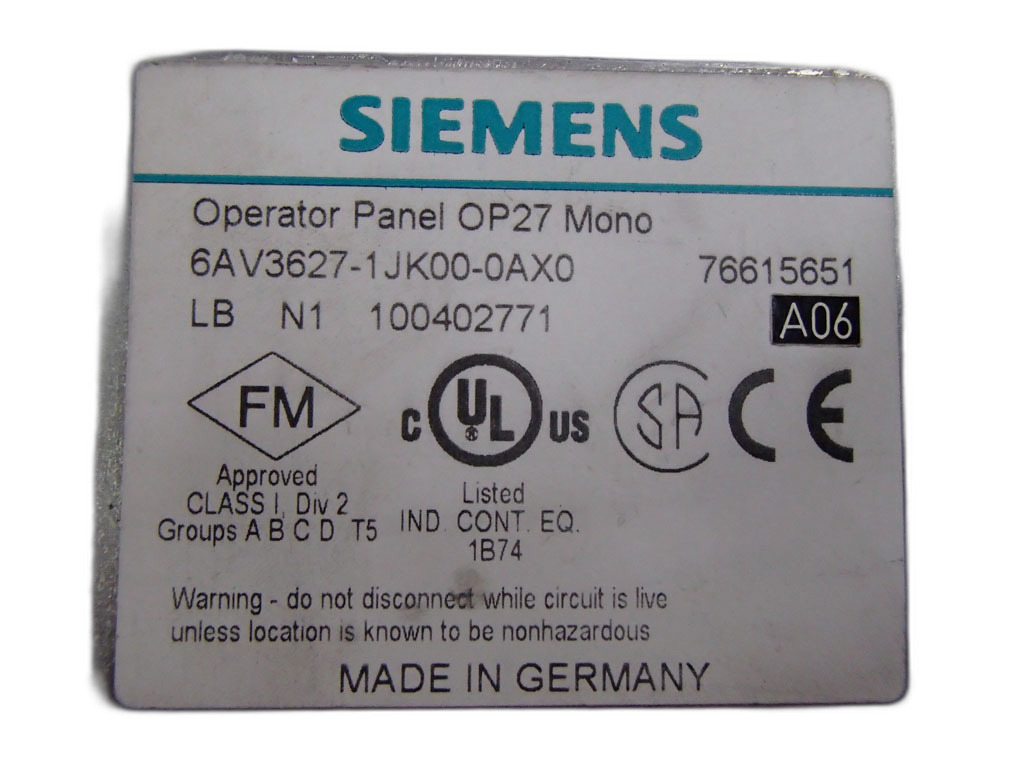 SIEMENS
Operator Panel OP27 Mono
6AV3627-1JK00-0AX0 76615651
LB N1 100402771 A06
FM C UL ® US SA CE
Approved
CLASS I, Div 2
Groups A B C D T5
Listed
IND. CONT. EQ.
1B74
Warning - do not disconnect while circuit is live
unless location is known to be nonhazardous
MADE IN GERMANY